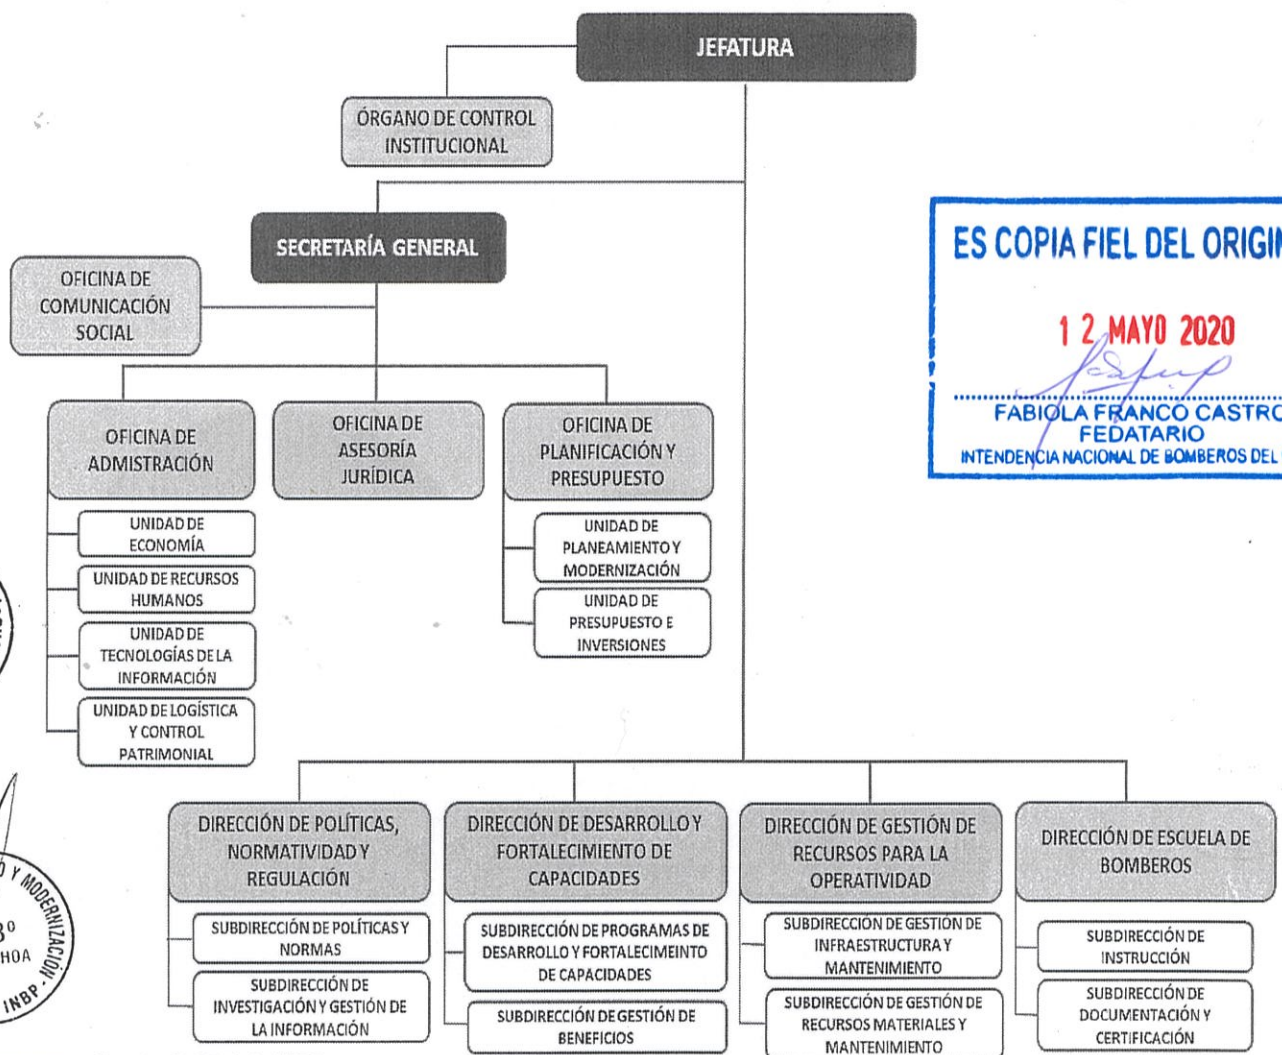 JEFATURA
ÓRGANO DE CONTROL
INSTITUCIONAL
SECRETARÍA GENERAL
OFICINA DE
COMUNICACIÓN
SOCIAL
ES COPIA FIEL DEL ORIGIN
12 MAYO 2020
FABIOLA FRANCO CASTRO
FEDATARIO
INTENDENCIA NACIONAL DE BOMBEROS DEL
OFICINA DE
ADMISTRACIÓN
OFICINA DE
ASESORÍA
JURÍDICA
OFICINA DE
PLANIFICACIÓN Y
PRESUPUESTO
UNIDAD DE
ECONOMÍA
UNIDAD DE RECURSOS
HUMANOS
UNIDAD DE
TECNOLOGÍAS DE LA
INFORMACIÓN
UNIDAD DE LOGÍSTICA
Y CONTROL
PATRIMONIAL
UNIDAD DE
PLANEAMIENTO Y
MODERNIZACIÓN
UNIDAD DE
PRESUPUESTO E
INVERSIONES
DIRECCIÓN DE POLÍTICAS,
NORMATIVIDAD Y
REGULACIÓN
SUBDIRECCIÓN DE POLÍTICAS Y
NORMAS
SUBDIRECCIÓN DE
INVESTIGACIÓN Y GESTIÓN DE
LA INFORMACIÓN
DIRECCIÓN DE DESARROLLO Y
FORTALECIMIENTO DE
CAPACIDADES
SUBDIRECCIÓN DE PROGRAMAS DE
DESARROLLO Y FORTALECIMEINTO
DE CAPACIDADES
SUBDIRECCIÓN DE GESTIÓN DE
BENEFICIOS
DIRECCIÓN DE GESTIÓN DE
RECURSOS PARA LA
OPERATIVIDAD
SUBDIRECCIÓN DE GESTIÓN DE
INFRAESTRUCTURA Y
MANTENIMIENTO
SUBDIRECCIÓN DE GESTIÓN DE
RECURSOS MATERIALES Y
MANTENIMIENTO
DIRECCIÓN DE ESCUELA DE
BOMBEROS
SUBDIRECCIÓN DE
INSTRUCCIÓN
SUBDIRECCIÓN DE
DOCUMENTACIÓN Y
CERTIFICACIÓN
Y MODERNIZACIÓN
HOA
INBP